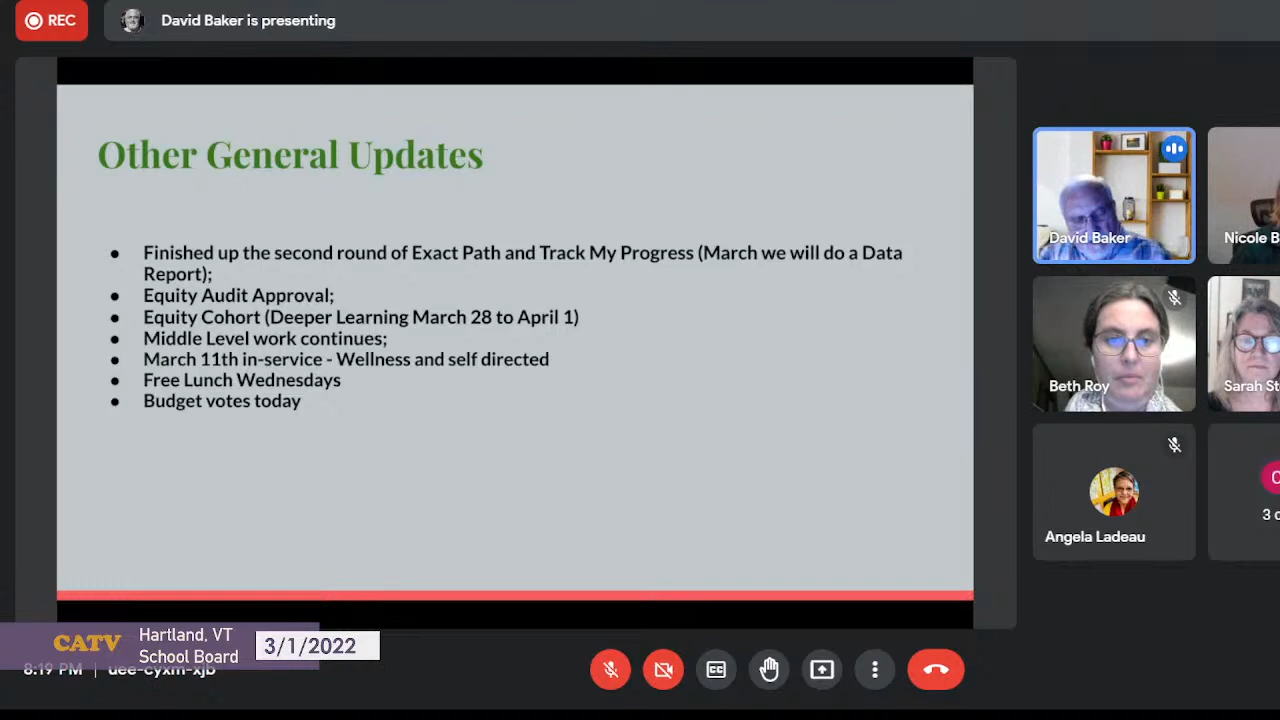 REC
David Baker is presenting
Other General Updates
● Finished up the second round of Exact Path and Track My Progress (March we will do a Data
Report);
● Equity Audit Approval;
● Equity Cohort (Deeper Learning March 28 to April 1)
● Middle Level work continues;
● March 11th in-service - Wellness and self directed
● Free Lunch Wednesdays
● Budget votes today
David Baker
Nicole B
Beth Roy
Sarah St
Angela Ladeau
3 o
CATV
Hartland, VT
School Board
3/1/2022
8:19 PM | uee-cyxm-xjb
CC